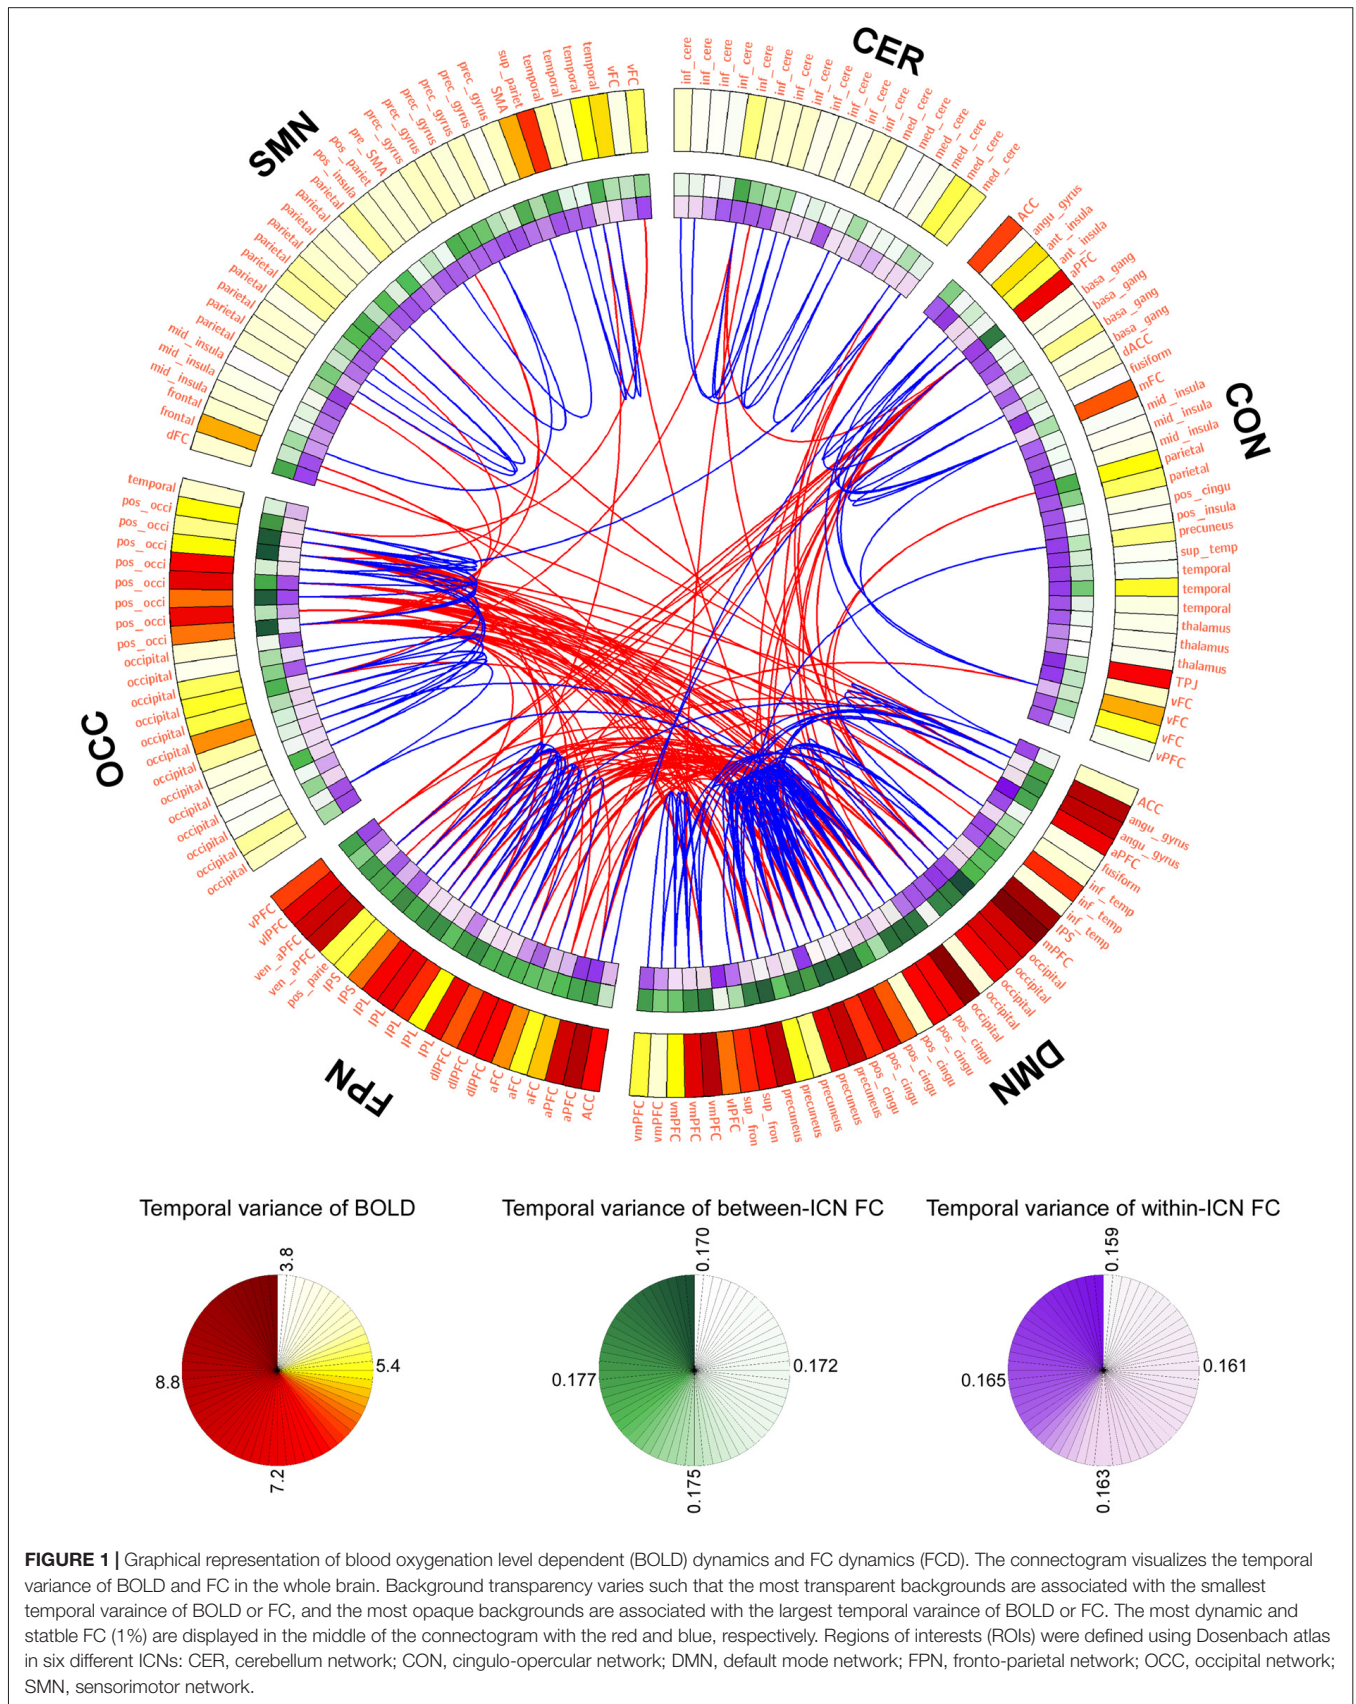 CER
inf_cere
inf_cere
inf_cere
inf_cere
inf_cere
inf_cere
inf_cere
inf_cere
inf_cere
inf_cere
inf_cere
inf_cere
med_cere
med_cere
med_cere
med_cere
med_cere
med_cere
CON
ACC
angu_gyrus
ant_insula
ant_insula
aPFC
basa_gang
basa_gang
basa_gang
basa_gang
dACC
fusiform
mFC
mid_insula
mid_insula
mid_insula
parietal
parietal
pos_cingu
pos_insula
precuneus
sup_temp
temporal
temporal
temporal
thalamus
thalamus
thalamus
TPJ
vFC
vFC
vFC
vPFC
DMN
ACC
angu_gyrus
angu_gyrus
aPFC
fusiform
inf_temp
inf_temp
inf_temp
IPS
mPFC
occipital
occipital
occipital
occipital
pos_cingu
pos_cingu
pos_cingu
pos_cingu
pos_cingu
pos_cingu
precuneus
precuneus
precuneus
precuneus
sup_fron
sup_fron
vlPFC
vmPFC
vmPFC
vmPFC
vmPFC
vmPFC
FPN
ACC
aPFC
aPFC
aFC
aFC
aFC
dlPFC
dlPFC
dlPFC
IPL
IPL
IPL
IPL
IPL
IPS
IPS
pos_parie
ven_aPFC
ven_aPFC
vlPFC
vPFC
OCC
occipital
occipital
occipital
occipital
occipital
occipital
occipital
occipital
occipital
occipital
occipital
pos_occi
pos_occi
pos_occi
pos_occi
pos_occi
pos_occi
pos_occi
pos_occi
temporal
SMN
dFC
frontal
frontal
mid_insula
mid_insula
mid_insula
parietal
parietal
parietal
parietal
parietal
parietal
parietal
parietal
pos_insula
pos_pariet
pre_SMA
prec_gyrus
prec_gyrus
prec_gyrus
prec_gyrus
prec_gyrus
prec_gyrus
SMA
sup_pariet
temporal
temporal
temporal
temporal
vFC
vFC
Temporal variance of BOLD
3.8
5.4
7.2
8.8
Temporal variance of between-ICN FC
0.170
0.172
0.175
0.177
Temporal variance of within-ICN FC
0.159
0.161
0.163
0.165
FIGURE 1 | Graphical representation of blood oxygenation level dependent (BOLD) dynamics and FC dynamics (FCD). The connectogram visualizes the temporal
variance of BOLD and FC in the whole brain. Background transparency varies such that the most transparent backgrounds are associated with the smallest
temporal varaince of BOLD or FC, and the most opaque backgrounds are associated with the largest temporal varaince of BOLD or FC. The most dynamic and
statble FC (1%) are displayed in the middle of the connectogram with the red and blue, respectively. Regions of interests (ROIs) were defined using Dosenbach atlas
in six different ICNs: CER, cerebellum network; CON, cingulo-opercular network; DMN, default mode network; FPN, fronto-parietal network; OCC, occipital network;
SMN, sensorimotor network.